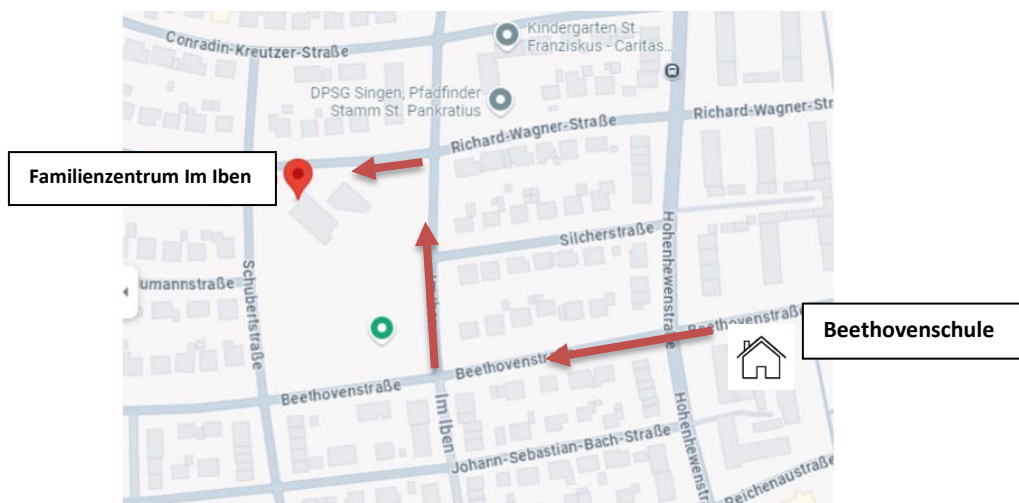 Kindergarten St.
Franziskus - Caritas...
Conradin-Kreutzer-Straße
DPSG Singen, Pfadfinder
Stamm St. Pankratius
Richard-Wagner-Straße
Richard-Wagner-Str
Familienzentrum Im Iben
Silcherstraße
Hohenhewenstraße
umannstraße
Schubertstraße
Beethovenstraße
Beethovenschule
Beethovenstr
Beethovenstraße
Im Iben
Hohenhewenstr
Johann-Sebastian-Bach-Straße
Reichenaustraße